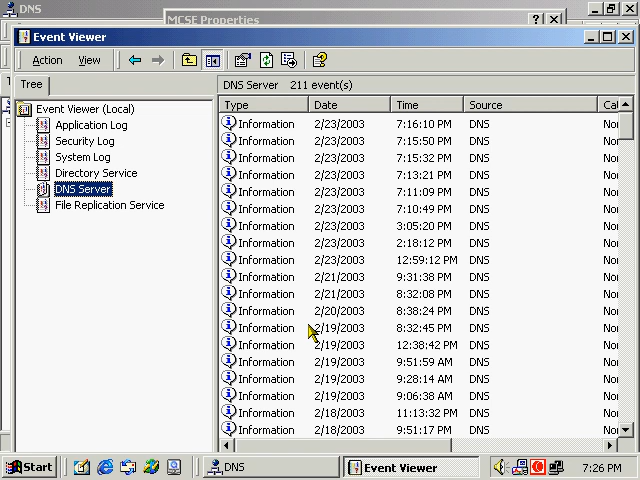 DNS
MCSE Properties
Event Viewer
Action View
Tree
DNS Server 211 event(s)
Event Viewer (Local)
Application Log
Security Log
System Log
Directory Service
DNS Server
File Replication Service
Type Date Time Source
Information 2/23/2003 7:16:10 PM DNS
Information 2/23/2003 7:15:50 PM DNS
Information 2/23/2003 7:15:32 PM DNS
Information 2/23/2003 7:13:21 PM DNS
Information 2/23/2003 7:11:09 PM DNS
Information 2/23/2003 7:10:49 PM DNS
Information 2/23/2003 3:05:20 PM DNS
Information 2/23/2003 2:18:12 PM DNS
Information 2/23/2003 12:59:12 PM DNS
Information 2/21/2003 9:31:38 PM DNS
Information 2/21/2003 8:32:08 PM DNS
Information 2/20/2003 8:38:24 PM DNS
Information 2/19/2003 8:32:45 PM DNS
Information 2/19/2003 12:38:42 PM DNS
Information 2/19/2003 9:51:59 AM DNS
Information 2/19/2003 9:28:14 AM DNS
Information 2/19/2003 9:06:38 AM DNS
Information 2/18/2003 11:13:32 PM DNS
Information 2/18/2003 9:51:17 PM DNS
Start DNS Event Viewer 7:26 PM